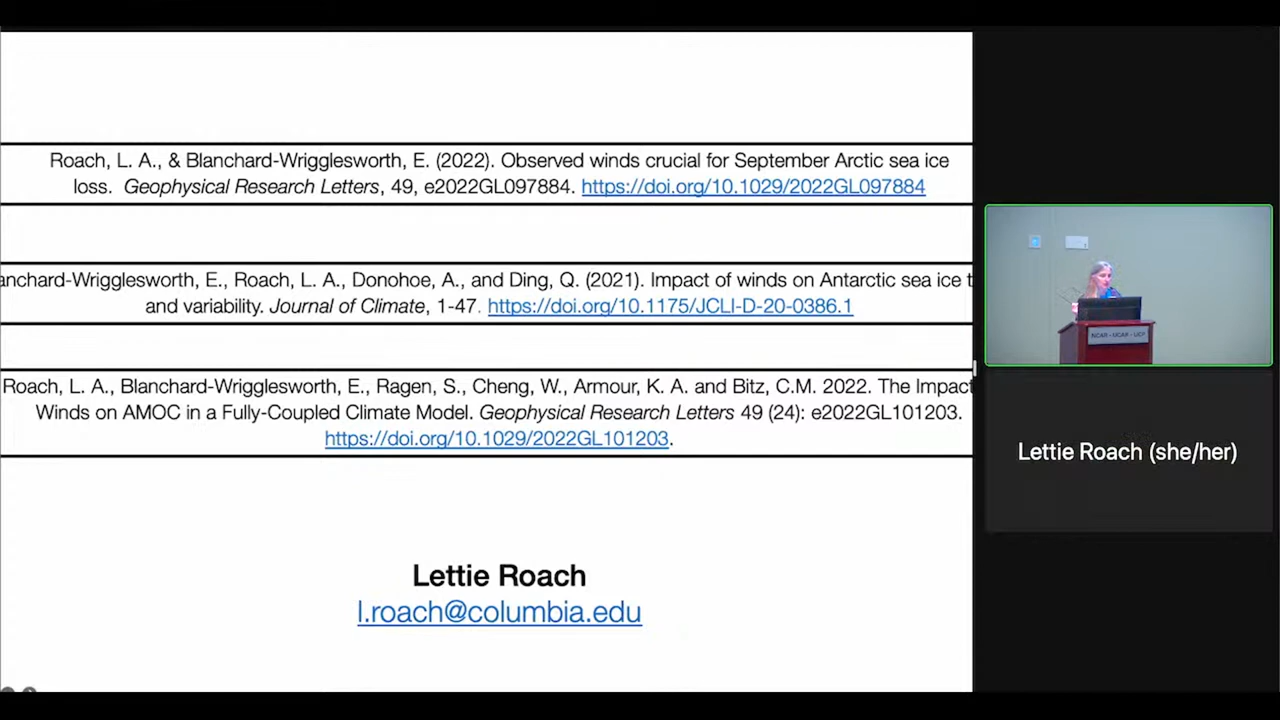 Roach, L. A., & Blanchard-Wrigglesworth, E. (2022). Observed winds crucial for September Arctic sea ice
loss. Geophysical Research Letters, 49, e2022GL097884. https://doi.org/10.1029/2022GL097884
anchard-Wrigglesworth, E., Roach, L. A., Donohoe, A., and Ding, Q. (2021). Impact of winds on Antarctic sea ice t
and variability. Journal of Climate, 1-47. https://doi.org/10.1175/JCLI-D-20-0386.1
Roach, L. A., Blanchard-Wrigglesworth, E., Ragen, S., Cheng, W., Armour, K. A. and Bitz, C.M. 2022. The Impact
Winds on AMOC in a Fully-Coupled Climate Model. Geophysical Research Letters 49 (24): e2022GL101203.
https://doi.org/10.1029/2022GL101203.
Lettie Roach
l.roach@columbia.edu
NCAR • UCAR • UCP
Lettie Roach (she/her)